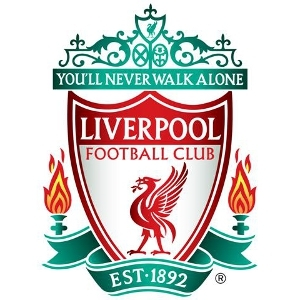 YOU'LL NEVER WALK ALONE
LIVERPOOL
FOOTBALL CLUB
EST·1892 ®